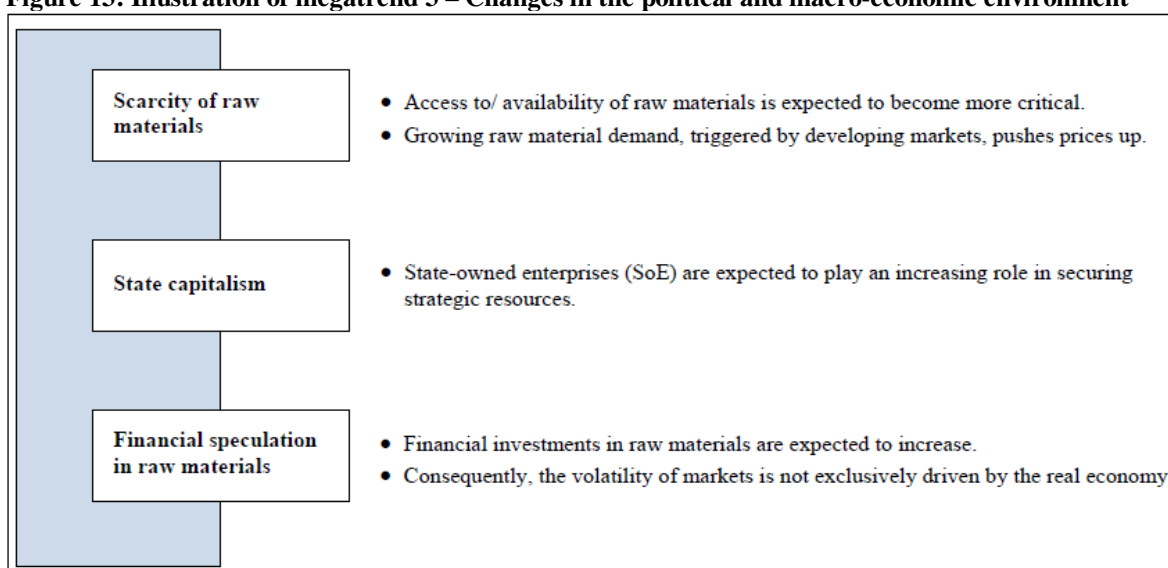 Figure 13: Illustration of megatrend 3 – Changes in the political and macro-economic environment
Scarcity of raw
materials
• Access to/ availability of raw materials is expected to become more critical.
• Growing raw material demand, triggered by developing markets, pushes prices up.
State capitalism
• State-owned enterprises (SoE) are expected to play an increasing role in securing
strategic resources.
Financial speculation
in raw materials
• Financial investments in raw materials are expected to increase.
• Consequently, the volatility of markets is not exclusively driven by the real economy